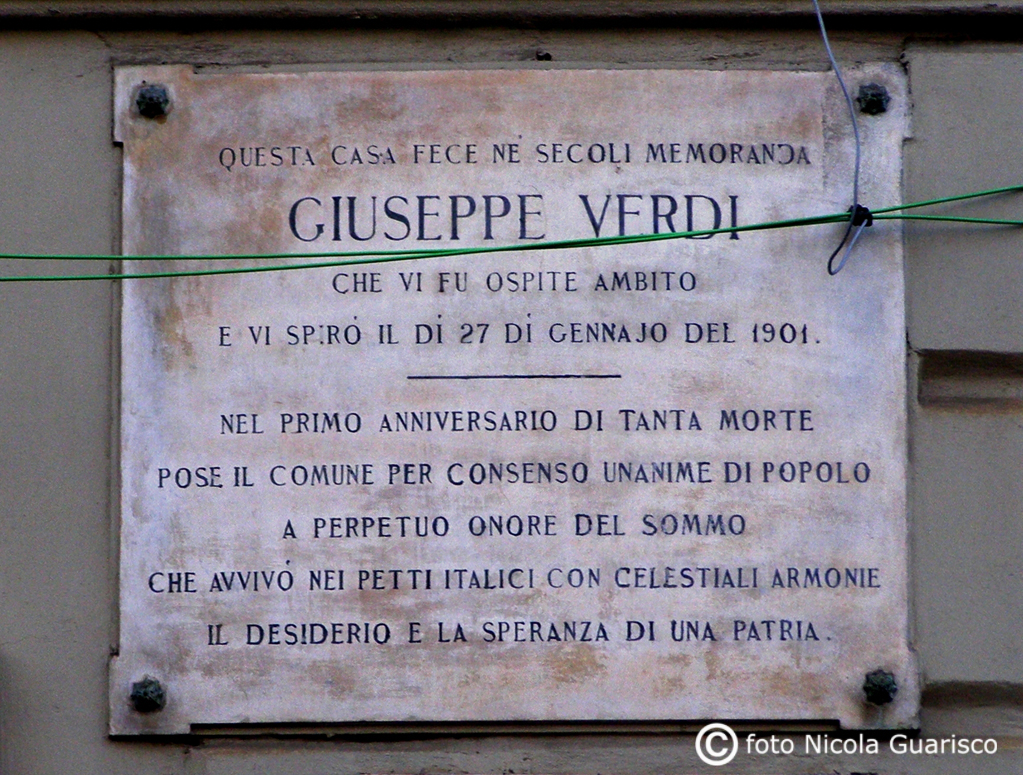 QUESTA CASA FECE NE' SECOLI MEMORANDA
GIUSEPPE VERDI
CHE VI FU OSPITE AMBITO
E VI SPIRÒ IL DÌ 27 DI GENNAJO DEL 1901.
NEL PRIMO ANNIVERSARIO DI TANTA MORTE
POSE IL COMUNE PER CONSENSO UNANIME DI POPOLO
A PERPETUO ONORE DEL SOMMO
CHE AVVIVÒ NEI PETTI ITALICI CON CELESTIALI ARMONIE
IL DESIDERIO E LA SPERANZA DI UNA PATRIA.
© foto Nicola Guarisco